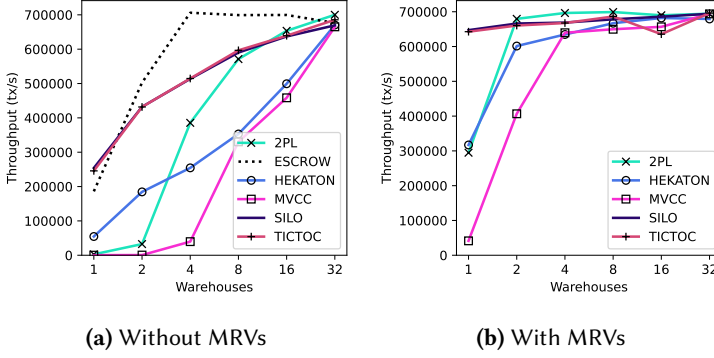 700000
600000
500000
400000
300000
200000
100000
0
Throughput (tx/s)
2PL
ESCROW
HEKATON
MVCC
SILO
TICTOC
1 2 4 8 16 32
Warehouses
(a) Without MRVs
700000
600000
500000
400000
300000
200000
100000
0
Throughput (tx/s)
2PL
HEKATON
MVCC
SILO
TICTOC
1 2 4 8 16 32
Warehouses
(b) With MRVs